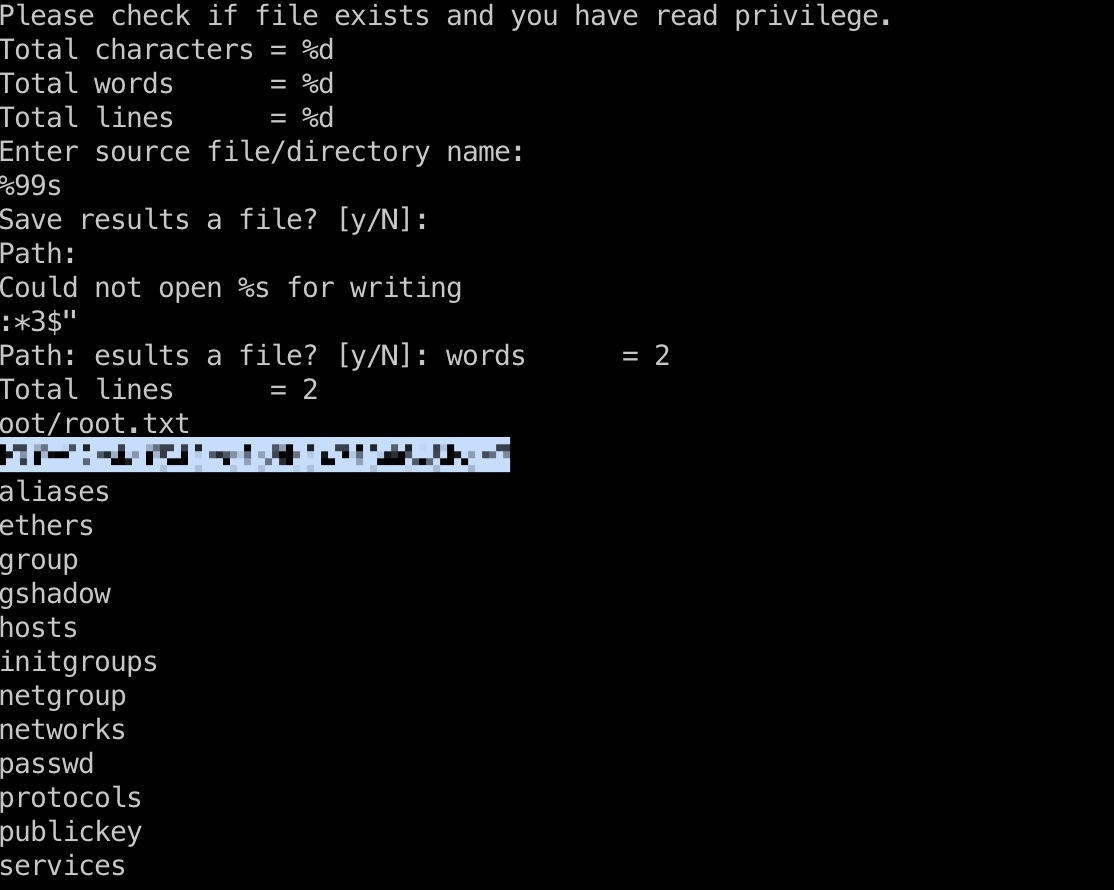 Please check if file exists and you have read privilege.
Total characters = %d
Total words      = %d
Total lines      = %d
Enter source file/directory name:
%99s
Save results a file? [y/N]:
Path:
Could not open %s for writing
:*3$"
Path: esults a file? [y/N]: words      = 2
Total lines      = 2
oot/root.txt
aliases
ethers
group
gshadow
hosts
initgroups
netgroup
networks
passwd
protocols
publickey
services